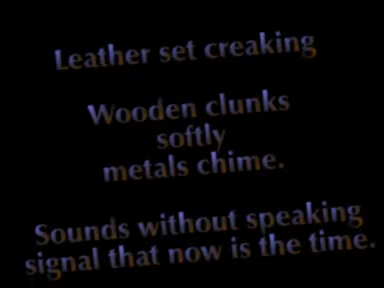 Leather set creaking
Wooden clunks
softly
metals chime.
Sounds without speaking
signal that now is the time.